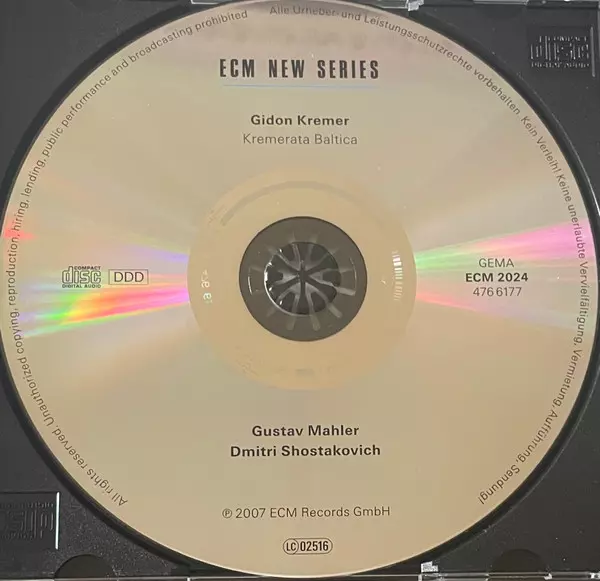 All rights reserved. Unauthorized copying, reproduction, hiring, lending, public performance and broadcasting prohibited
Alle Urheber- und Leistungsschutzrechte vorbehalten. Kein Verleih! Keine unerlaubte Vervielfältigung, Vermietung, Aufführung, Sendung!
ECM NEW SERIES
Gidon Kremer
Kremerata Baltica
COMPACT
disc
DIGITAL AUDIO
DDD
GEMA
ECM 2024
476 6177
Gustav Mahler
Dmitri Shostakovich
℗ 2007 ECM Records GmbH
LC 02516